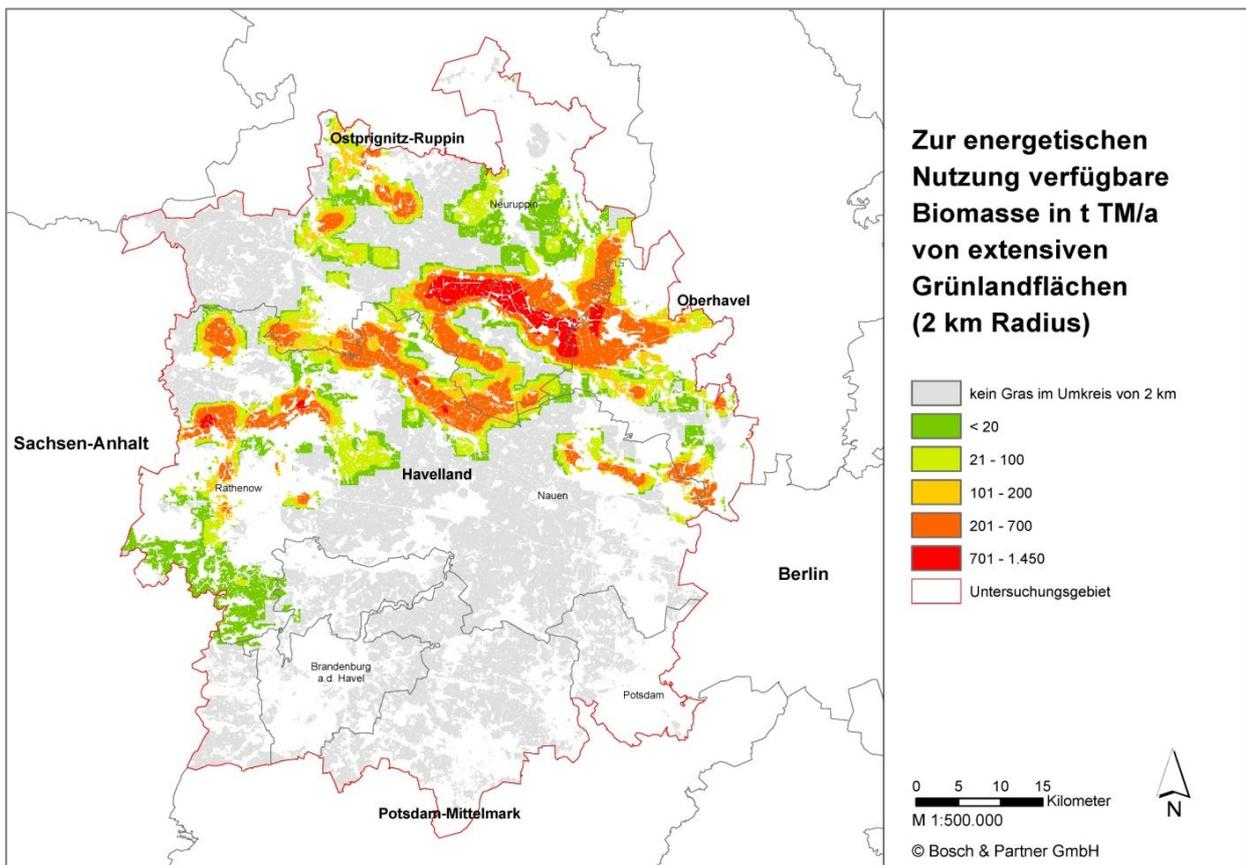 Ostprignitz-Ruppin
Neuruppin
Oberhavel
Sachsen-Anhalt
Havelland
Rathenow
Nauen
Berlin
Brandenburg
a.d. Havel
Potsdam
Potsdam-Mittelmark
Zur energetischen
Nutzung verfügbare
Biomasse in t TM/a
von extensiven
Grünlandflächen
(2 km Radius)
kein Gras im Umkreis von 2 km
< 20
21 - 100
101 - 200
201 - 700
701 - 1.450
Untersuchungsgebiet
0 5 10 15
Kilometer
M 1:500.000
N
© Bosch & Partner GmbH